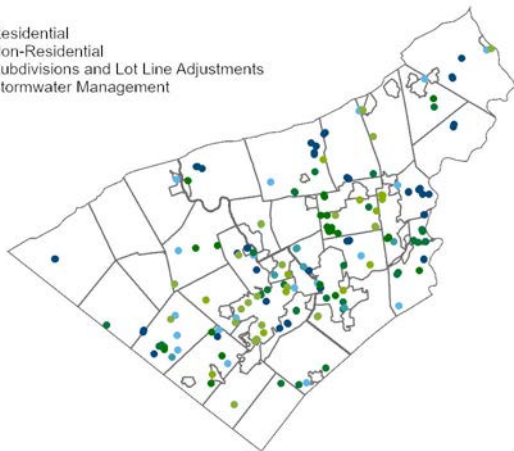 esidential
on-Residential
ubdivisions and Lot Line Adjustments
tormwater Management